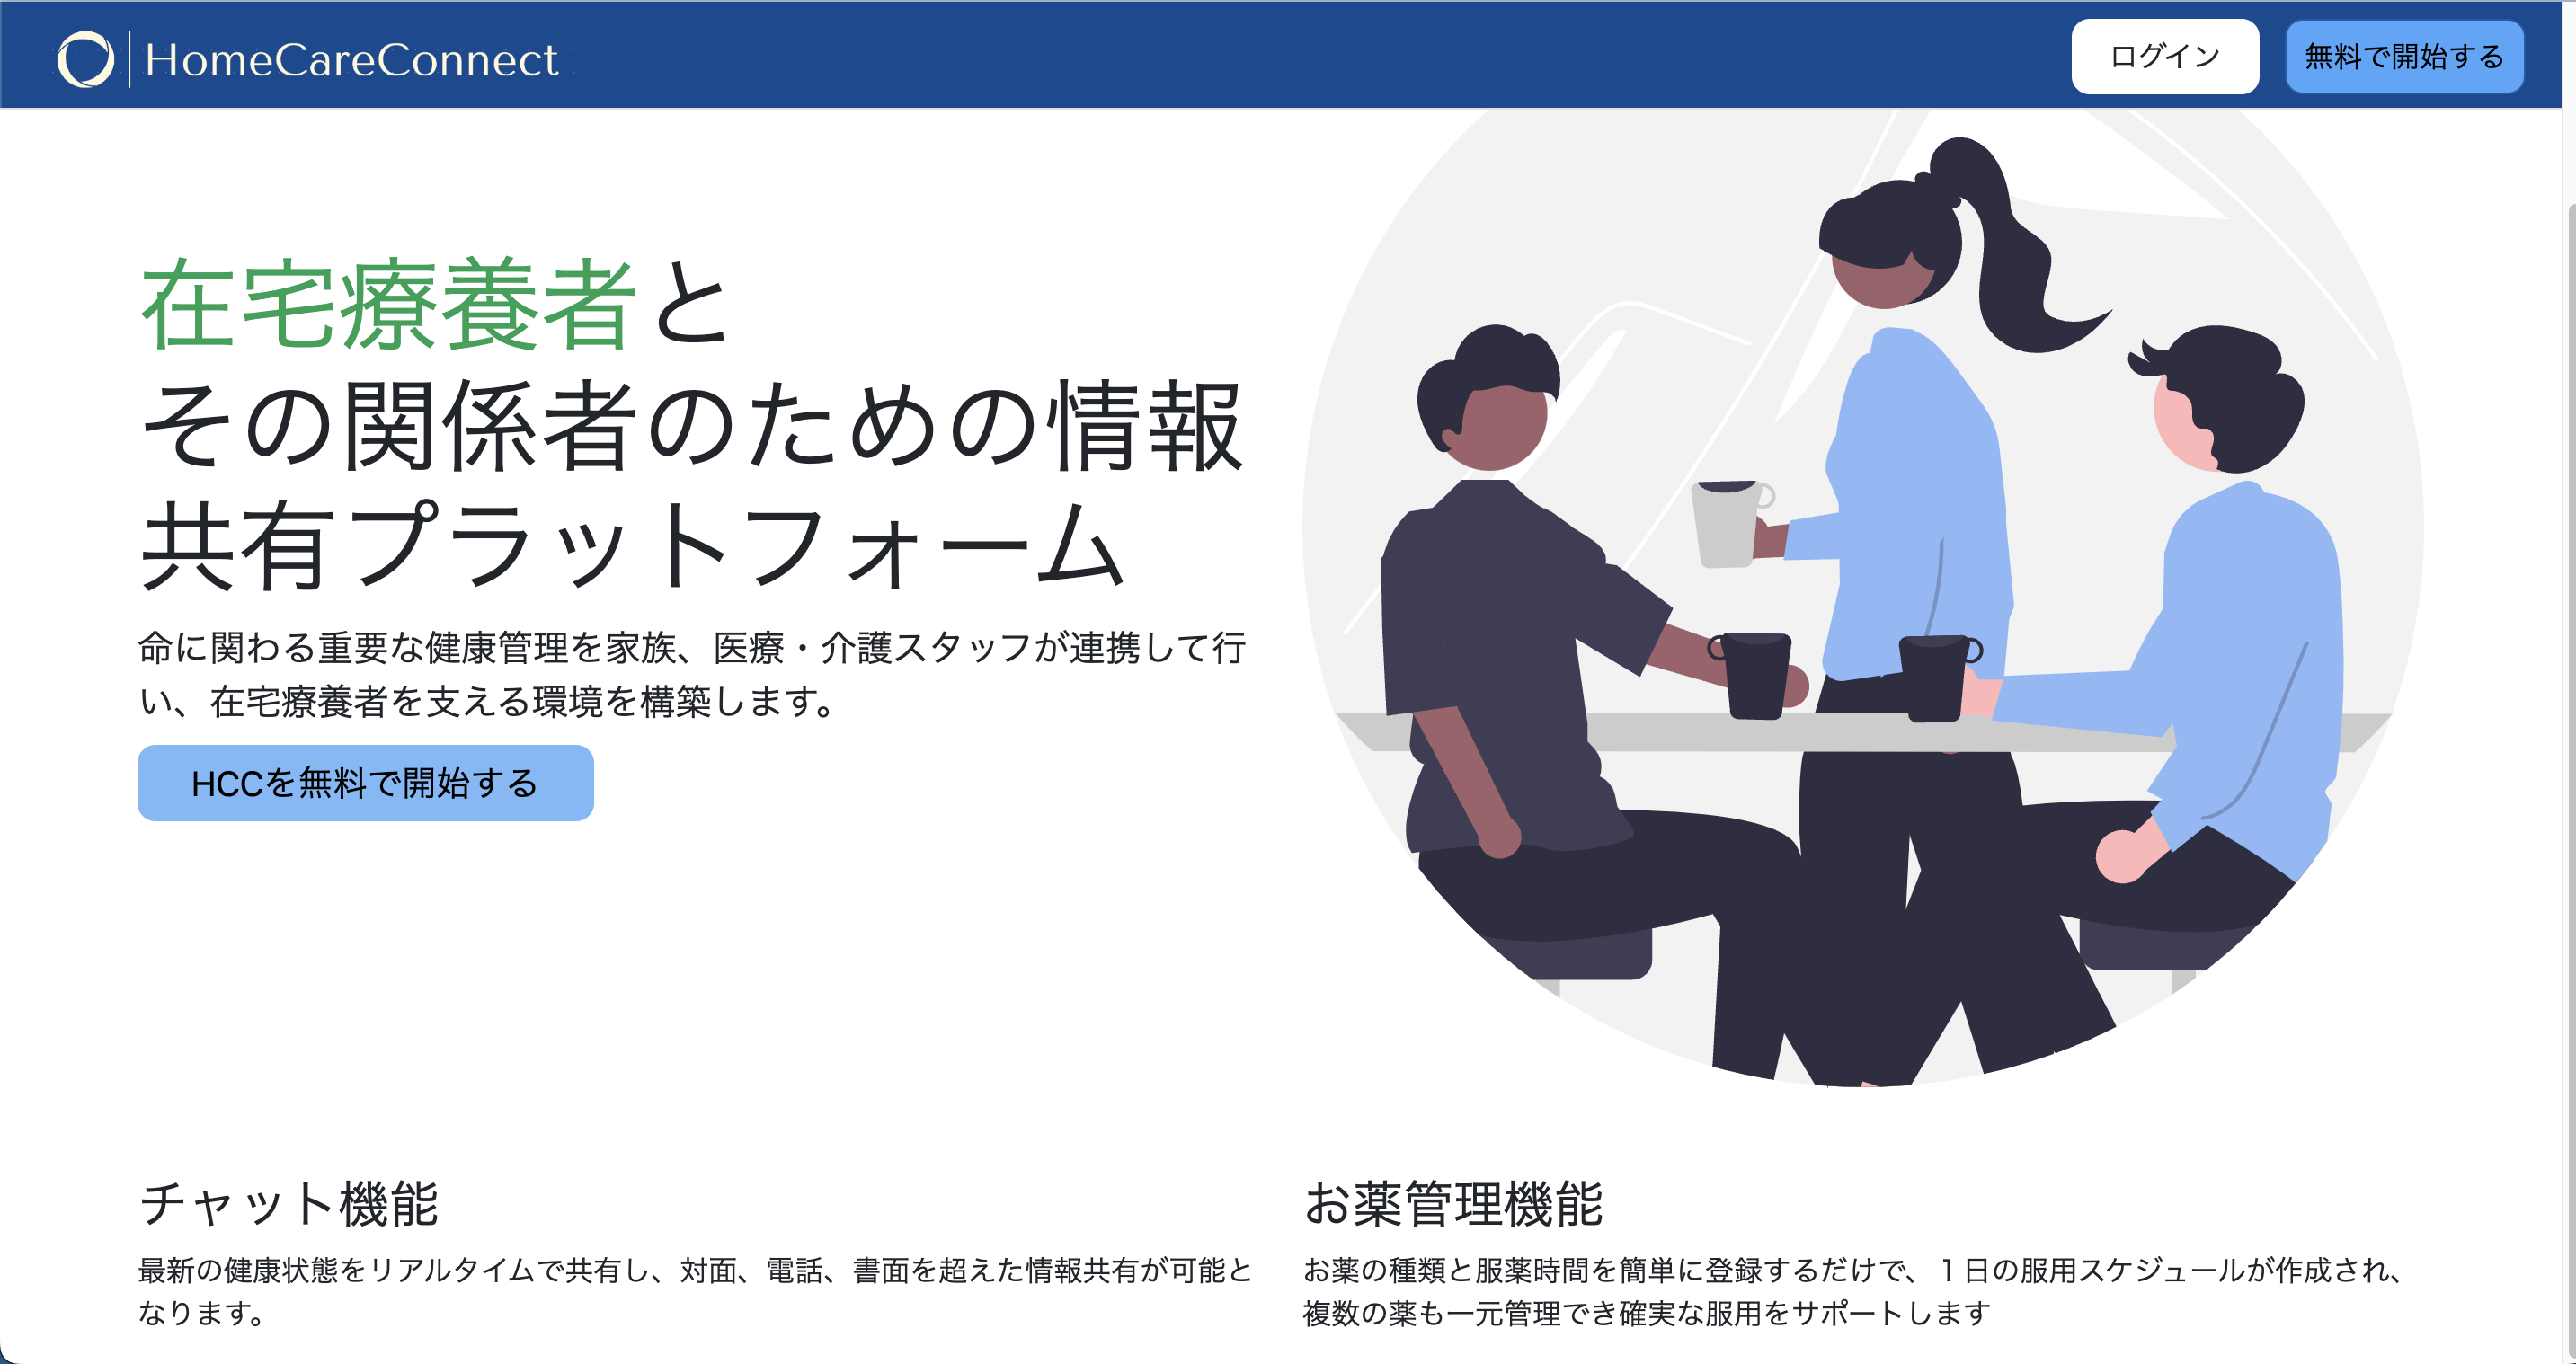 HomeCareConnect
ログイン
無料で開始する
在宅療養者と
その関係者のための情報
共有プラットフォーム
命に関わる重要な健康管理を家族、医療・介護スタッフが連携して行
い、在宅療養者を支える環境を構築します。
HCCを無料で開始する
チャット機能
最新の健康状態をリアルタイムで共有し、対面、電話、書面を超えた情報共有が可能と
なります。
お薬管理機能
お薬の種類と服薬時間を簡単に登録するだけで、１日の服用スケジュールが作成され、
複数の薬も一元管理でき確実な服用をサポートします